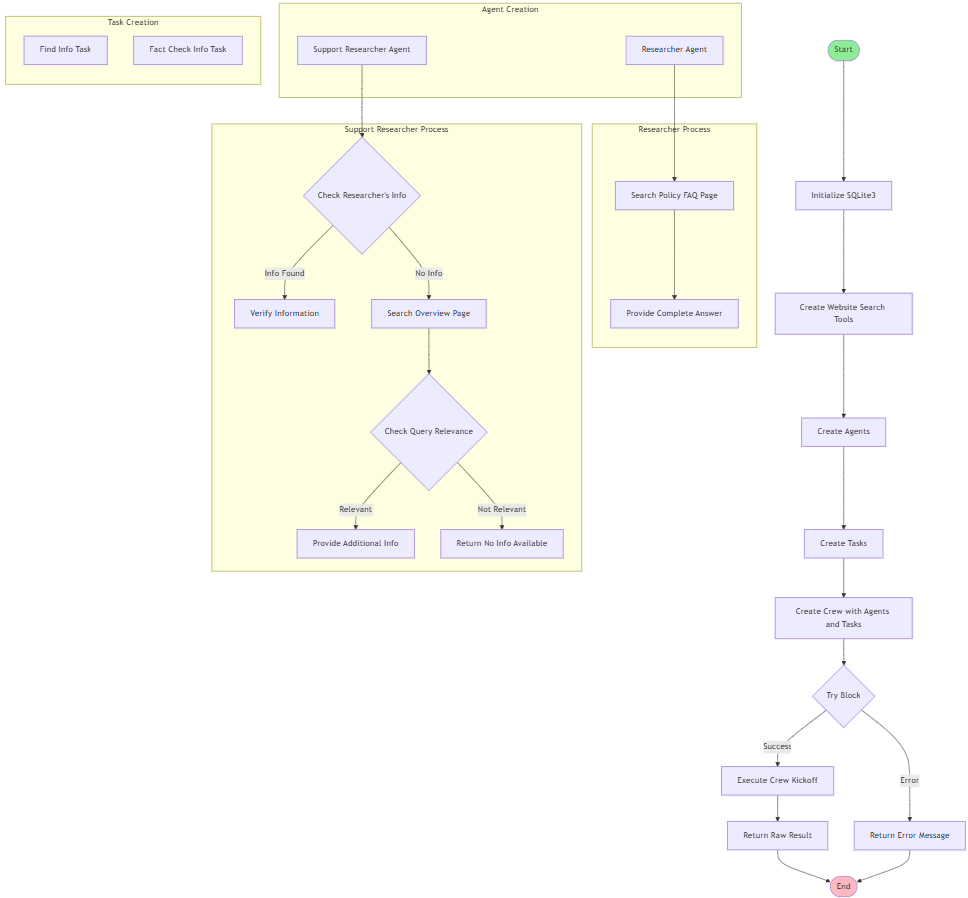 Task Creation
Find Info Task
Fact Check Info Task
Agent Creation
Support Researcher Agent
Researcher Agent
Support Researcher Process
Check Researcher's Info
Info Found
No Info
Verify Information
Search Overview Page
Check Query Relevance
Relevant
Not Relevant
Provide Additional Info
Return No Info Available
Researcher Process
Search Policy FAQ Page
Provide Complete Answer
Start
Initialize SQLite3
Create Website Search
Tools
Create Agents
Create Tasks
Create Crew with Agents
and Tasks
Try Block
Success
Error
Execute Crew Kickoff
Return Raw Result
Return Error Message
End